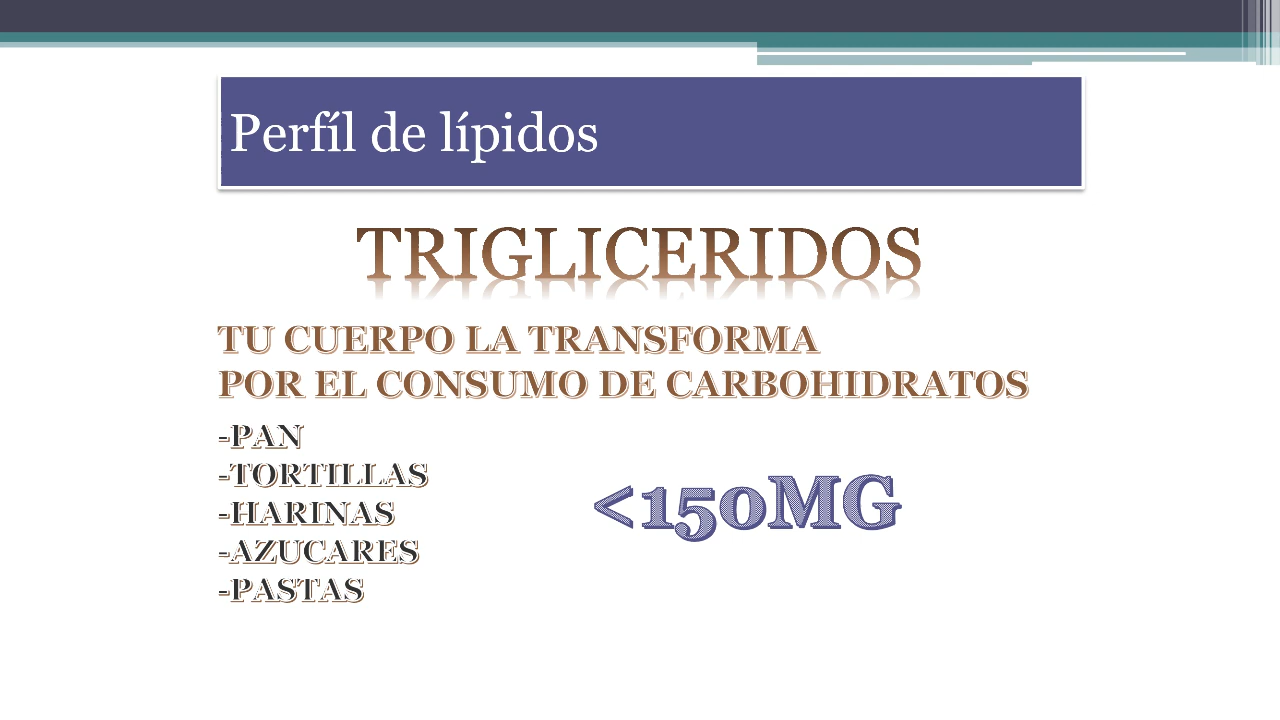 Perfíl de lípidos
TRIGLICERIDOS
TU CUERPO LA TRANSFORMA
POR EL CONSUMO DE CARBOHIDRATOS
-PAN
-TORTILLAS
-HARINAS
-AZUCARES
-PASTAS
<150MG